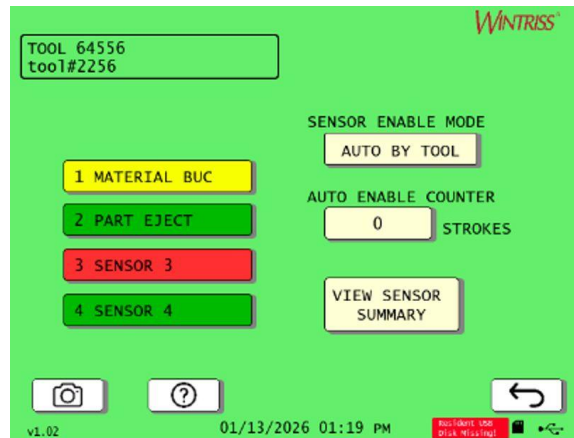 WINTRISS
TOOL 64556
tool#2256
SENSOR ENABLE MODE
AUTO BY TOOL
1 MATERIAL BUC
AUTO ENABLE COUNTER
2 PART EJECT
0
STROKES
3 SENSOR 3
VIEW SENSOR
SUMMARY
4 SENSOR 4
v1.02
01/13/2026 01:19 PM
Resident USB
Disk Missing!